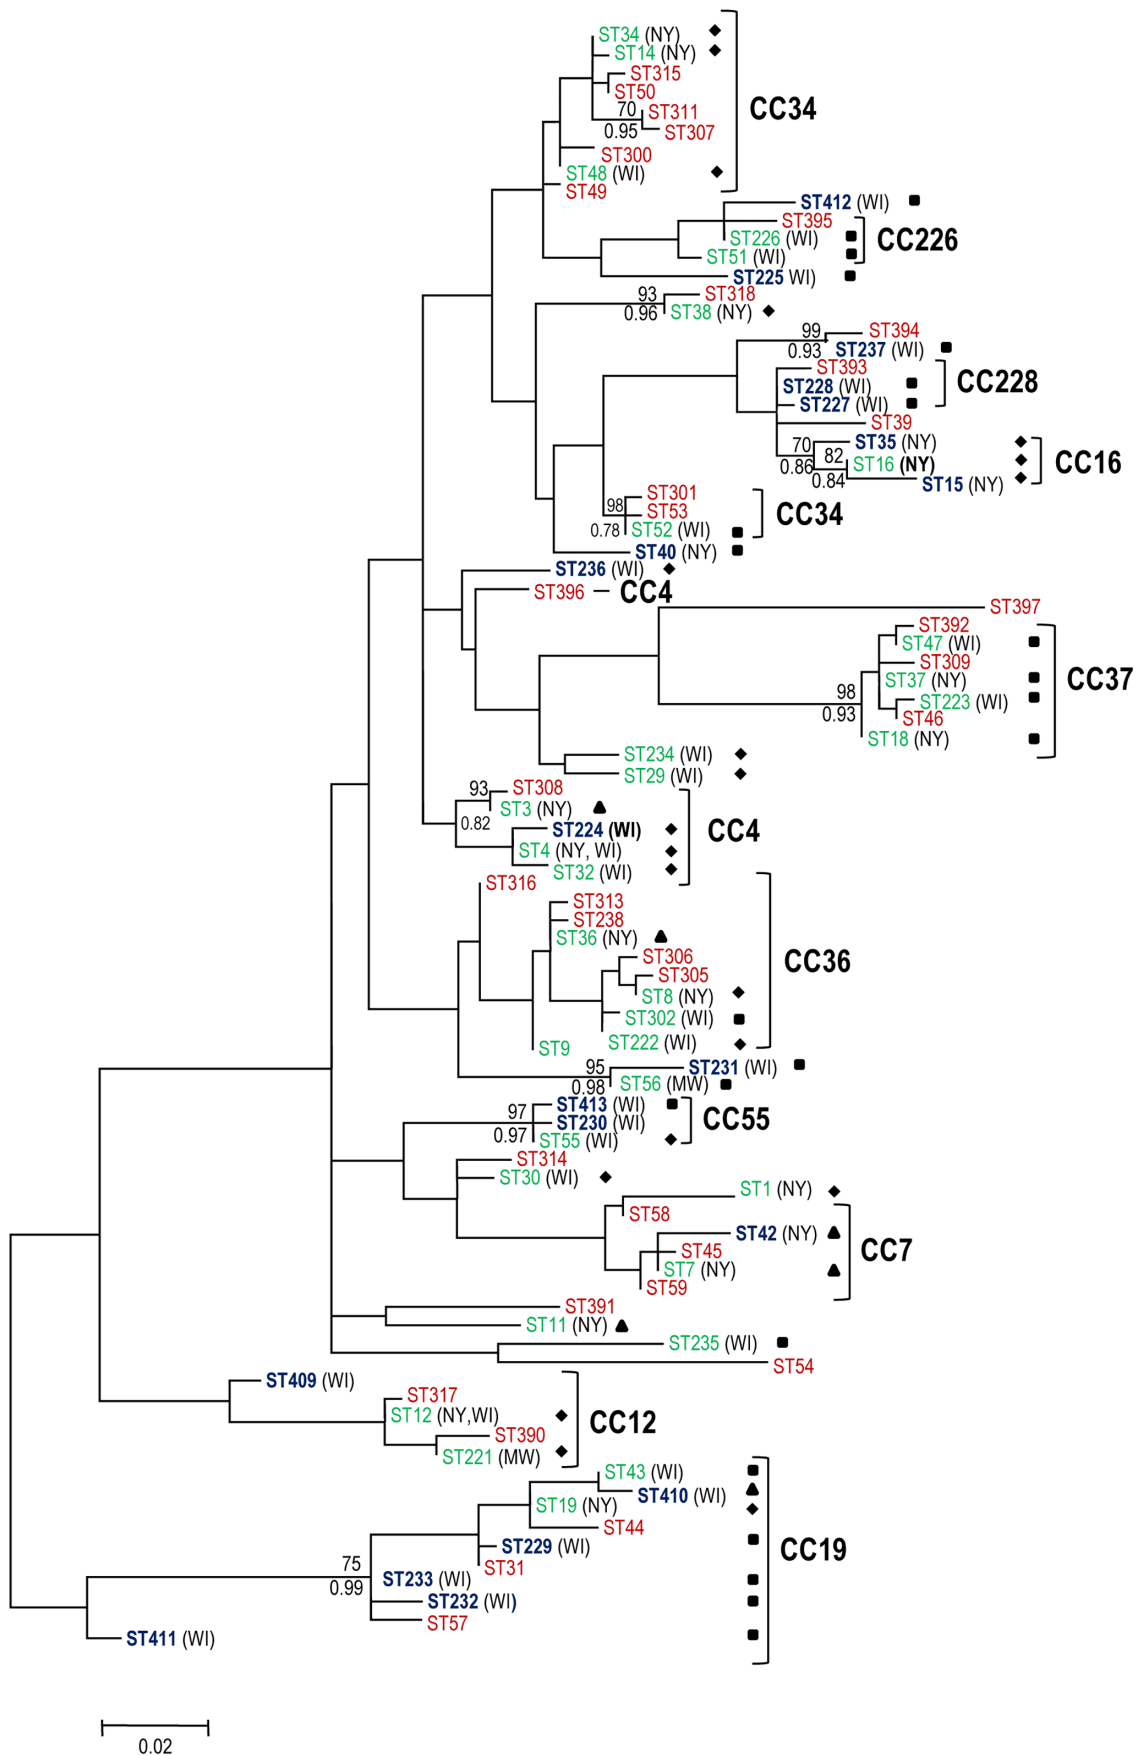 ST34 (NY)
ST14 (NY)
ST315
ST50
70
ST311
0.95
ST307
CC34
ST300
ST48 (WI)
ST49
ST412 (WI)
ST395
ST226 (WI)
CC226
ST51 (WI)
ST225 WI)
93
ST318
0.96
ST38 (NY)
99
ST394
0.93
ST237 (WI)
ST393
ST228 (WI)
CC228
ST227 (WI)
ST39
70
ST35 (NY)
82
0.86
ST16 (NY)
CC16
0.84
ST15 (NY)
ST301
98
ST53
CC34
0.78
ST52 (WI)
ST40 (NY)
ST236 (WI)
ST396
CC4
ST397
ST392
ST47 (WI)
ST309
ST37 (NY)
CC37
98
ST223 (WI)
0.93
ST46
ST18 (NY)
ST234 (WI)
ST29 (WI)
93
ST308
ST3 (NY)
0.82
ST224 (WI)
CC4
ST4 (NY, WI)
ST32 (WI)
ST316
ST313
ST238
ST36 (NY)
ST306
CC36
ST305
ST8 (NY)
ST302 (WI)
ST222 (WI)
ST9
95
ST231 (WI)
0.98
ST56 (MW)
97
ST413 (WI)
ST230 (WI)
CC55
0.97
ST55 (WI)
ST314
ST30 (WI)
ST1 (NY)
ST58
ST42 (NY)
ST45
CC7
ST7 (NY)
ST59
ST391
ST11 (NY)
ST235 (WI)
ST54
ST409 (WI)
ST317
ST12 (NY,WI)
CC12
ST390
ST221 (MW)
ST43 (WI)
ST410 (WI)
ST19 (NY)
ST44
ST229 (WI)
CC19
75
ST31
0.99
ST233 (WI)
ST232 (WI)
ST57
ST411 (WI)
0.02